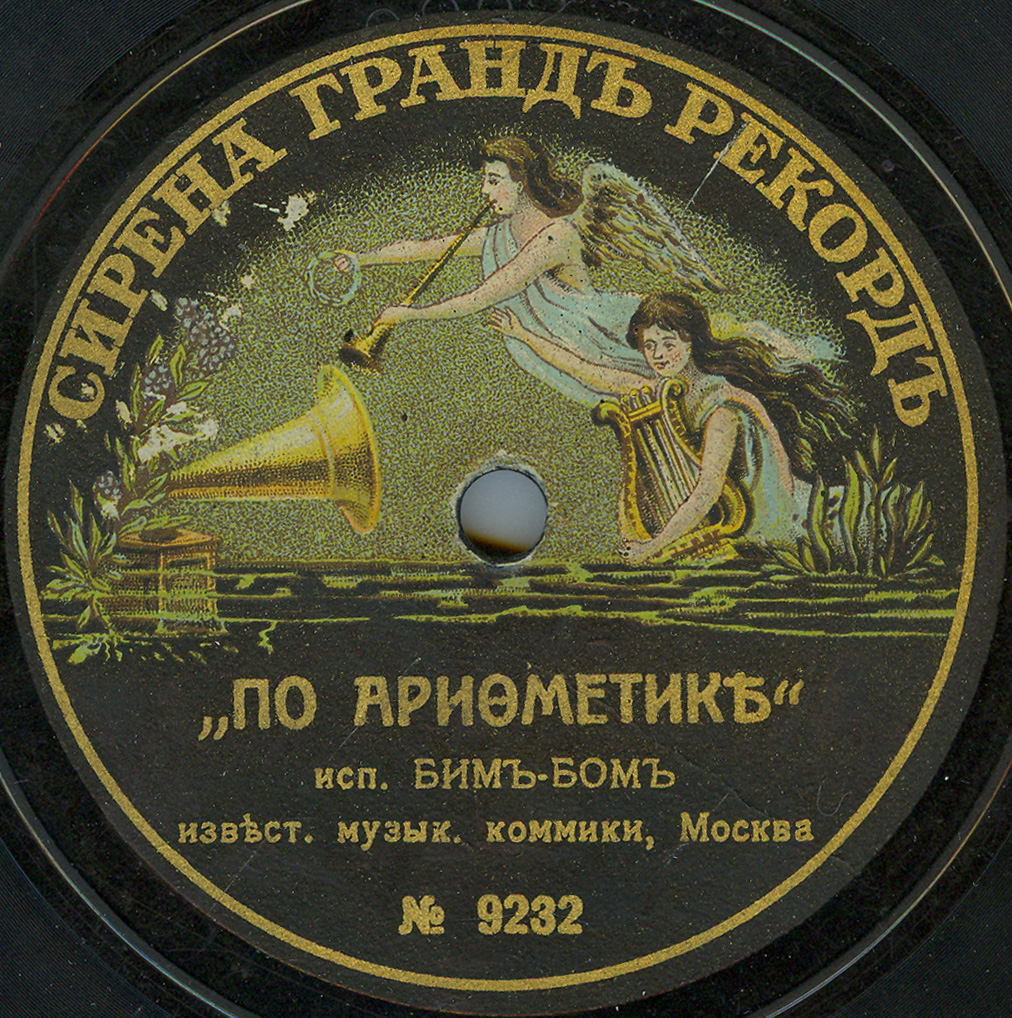 СИРЕНА ГРАНДЪ РЕКОРДЪ
„ПО АРИѲМЕТИКѢ“
исп. БИМЪ-БОМЪ
извѣст. музык. коммики, Москва
№ 9232